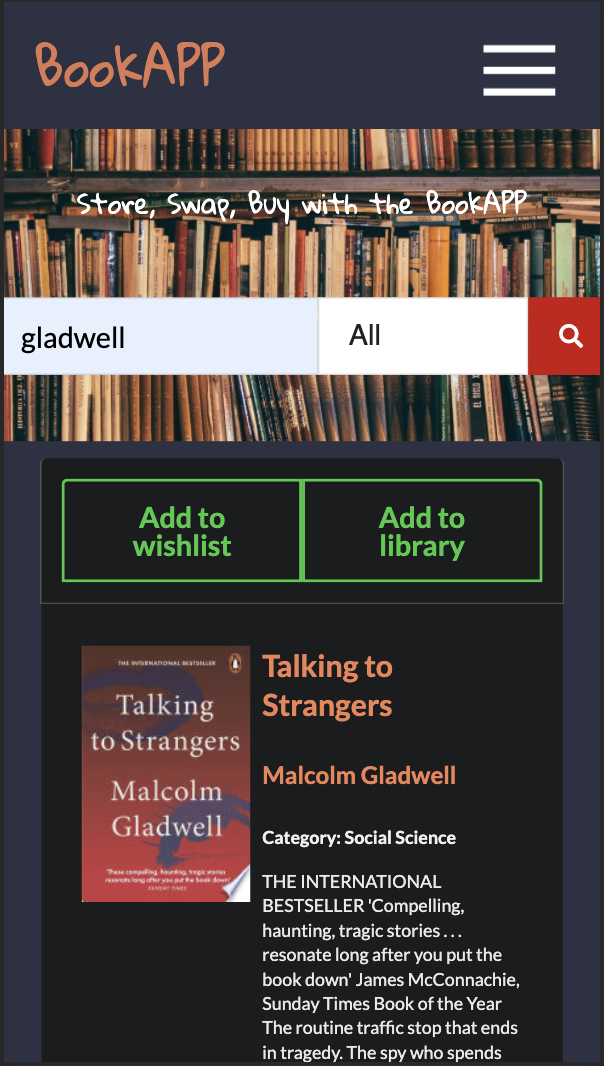 BookAPP
Store, Swap, Buy with the BookAPP
gladwell
All
Add to
wishlist
Add to
library
THE INTERNATIONAL BESTSELLER
Talking
to Strangers
Malcolm
Gladwell
'These compelling, haunting, tragic stories
resonate long after you put the book down'
SUNDAY TIMES
Talking to
Strangers
Malcolm Gladwell
Category: Social Science
THE INTERNATIONAL
BESTSELLER 'Compelling,
haunting, tragic stories . . .
resonate long after you put the
book down' James McConnachie,
Sunday Times Book of the Year
The routine traffic stop that ends
in tragedy. The spy who spends